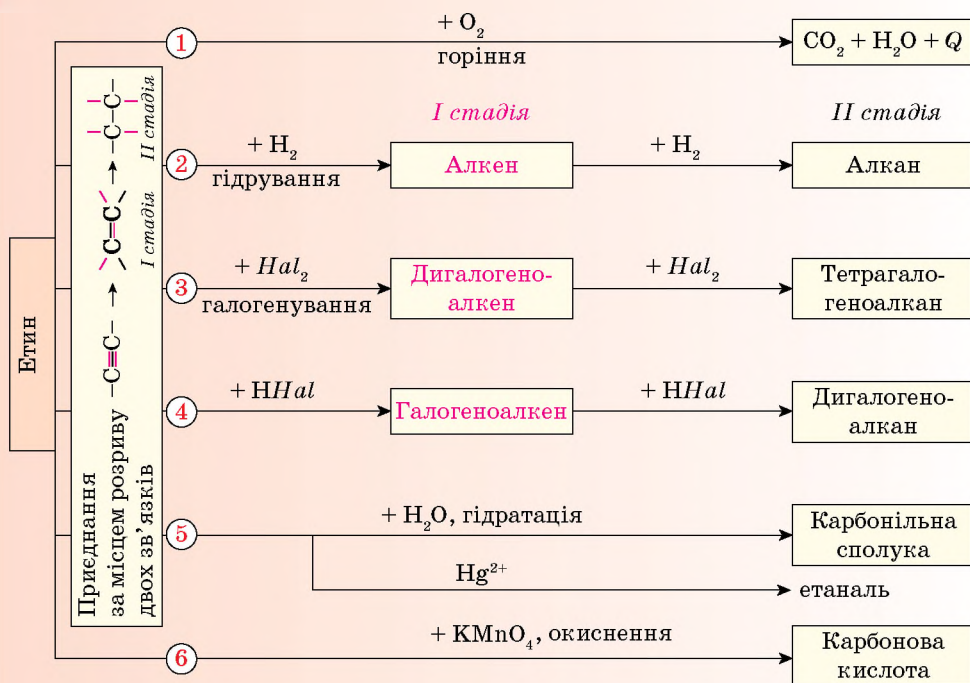 Етин
Приєднання
за місцем розриву
двох зв’язків
–C≡C–
C=C
I стадія
–C–C–
II стадія
1
+ O₂
горіння
CO₂ + H₂O + Q
I стадія
II стадія
2
+ H₂
гідрування
Алкен
+ H₂
Алкан
3
+ Hal₂
галогенування
Дигалогено-
алкен
+ Hal₂
Тетрагало-
геноалкан
4
+ HHal
Галогеноалкен
+ HHal
Дигалогено-
алкан
5
+ H₂O, гідратація
Карбонільна
сполука
Hg²⁺
етаналь
6
+ KMnO₄, окиснення
Карбонова
кислота